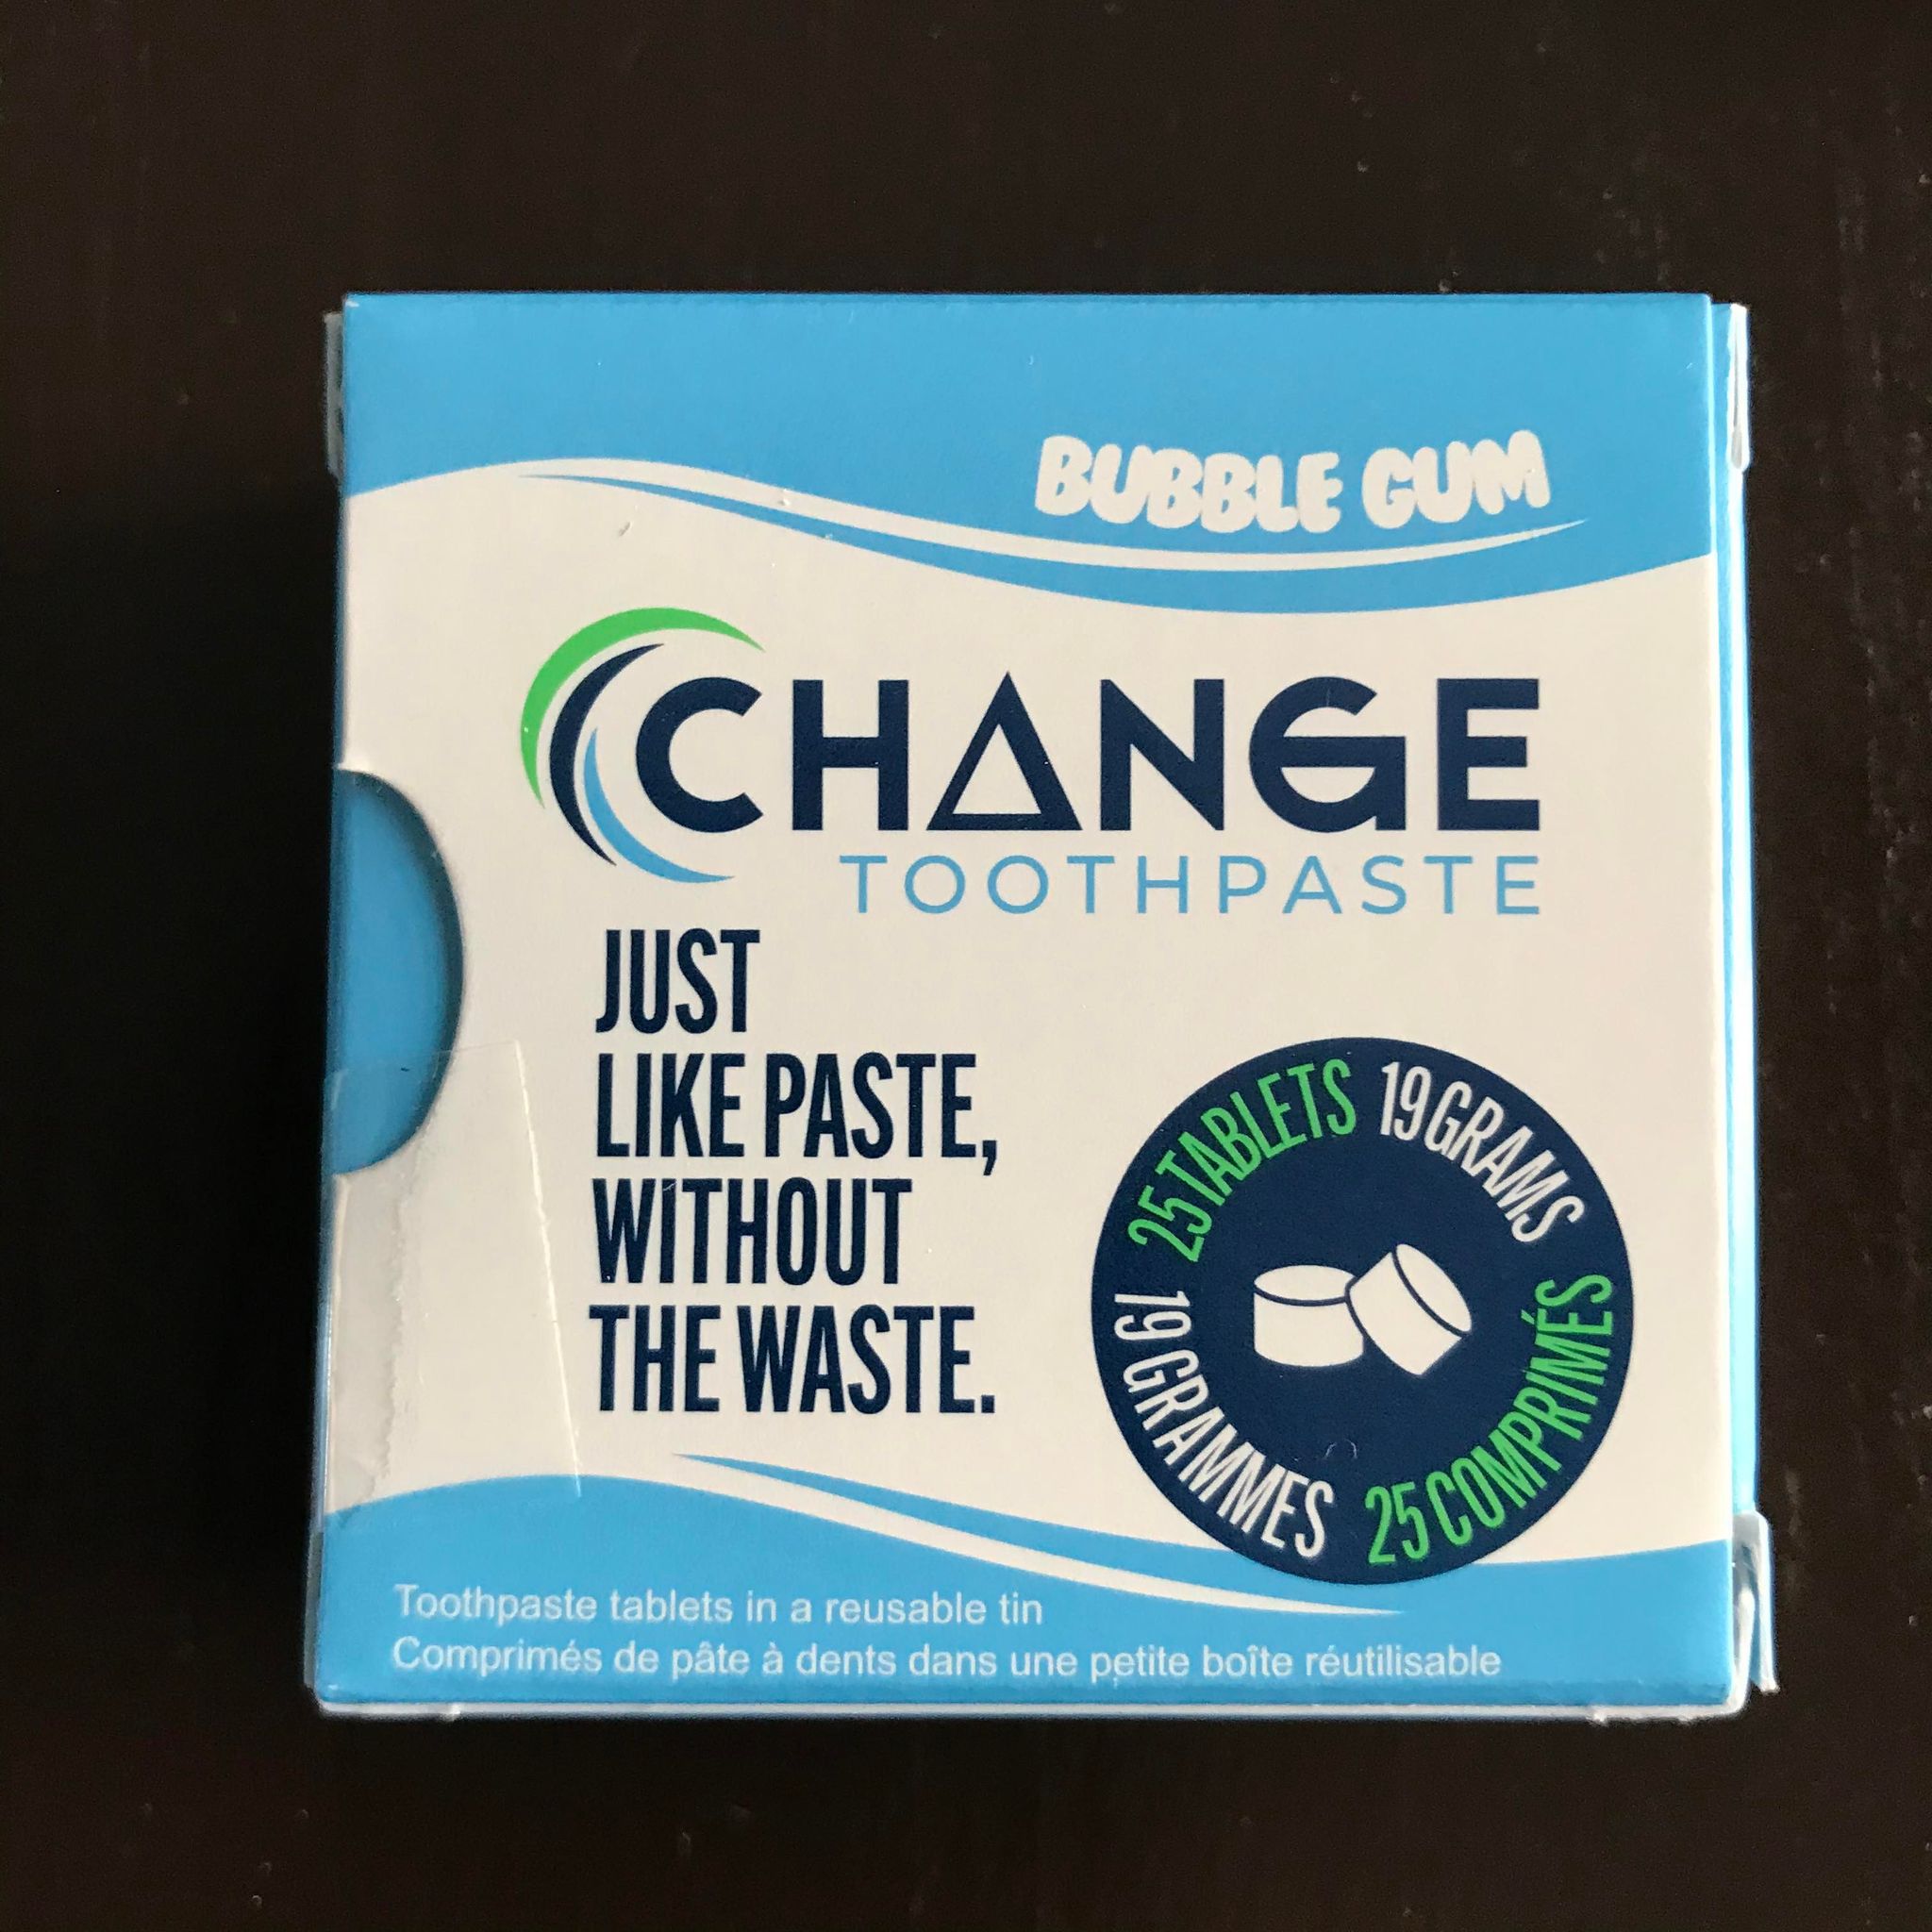 BUBBLE GUM
CHANGE
TOOTHPASTE
JUST
LIKE PASTE,
WITHOUT
THE WASTE.
25 TABLETS
19 GRAMS
25 COMPRIMÉS
19 GRAMMES
Toothpaste tablets in a reusable tin
Comprimés de pâte à dents dans une petite boîte réutilisable